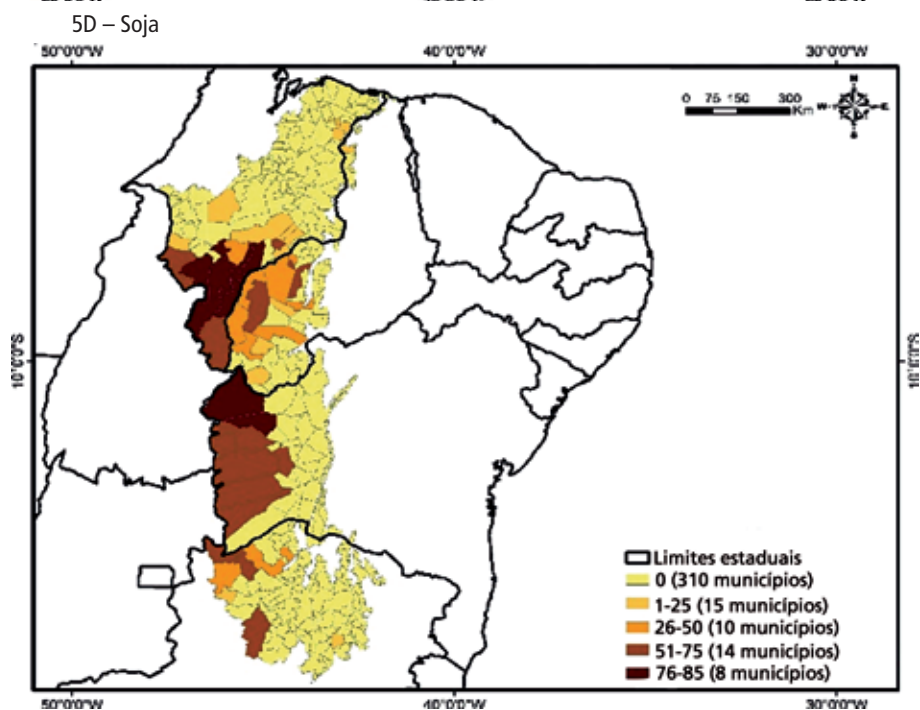 5D – Soja
50°0'0"W 40°0'0"W 30°0'0"W
N
0 75 150 300
Km
W E
S
10°0'0"S 10°0'0"S
Limites estaduais
0 (310 municípios)
1-25 (15 municípios)
26-50 (10 municípios)
51-75 (14 municípios)
76-85 (8 municípios)
50°0'0"W 40°0'0"W 30°0'0"W